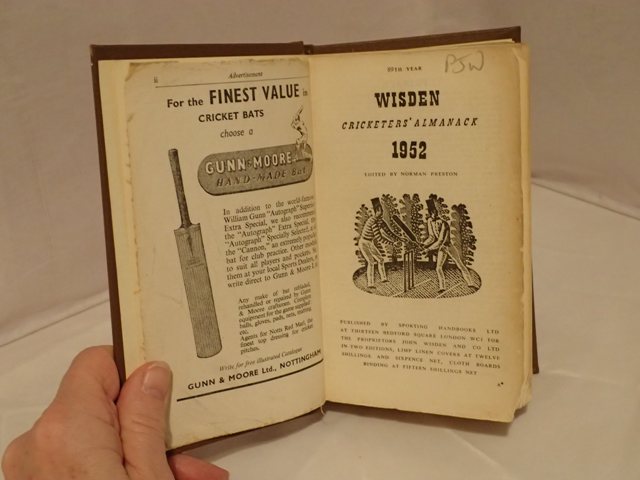 ii
Advertisement
For the FINEST VALUE in
CRICKET BATS
choose a
GUNN & MOORE
HAND-MADE Bat
In addition to the world-famous
William Gunn "Autograph" Superior
Extra Special, we also recommend
the "Autograph" Extra Special, the
"Autograph" Specially Selected, and
the "Cannon," an extremely popular
bat for club practice. Other models
to suit all players and pockets.
them at your local Sports Dealers, or
write direct to Gunn & Moore Ltd.
Any make of bat reblades,
rehandled or repaired by Gunn
& Moore craftsmen. Complete
equipment for the game supplied
balls, gloves, pads, nets, matting
etc.
Agents for Notts Red Marl, the
finest top dressing for cricket
pitches.
Write for free illustrated Catalogue
GUNN & MOORE Ltd., NOTTINGHAM
PJW
89TH YEAR
WISDEN
CRICKETERS' ALMANACK
1952
EDITED BY NORMAN PRESTON
PUBLISHED BY SPORTING HANDBOOKS LTD
AT THIRTEEN BEDFORD SQUARE LONDON WC1 FOR
THE PROPRIETORS JOHN WISDEN AND CO LTD
IN TWO EDITIONS, LIMP LINEN COVERS AT TWELVE
SHILLINGS AND SIXPENCE NET, CLOTH BOARDS
BINDING AT FIFTEEN SHILLINGS NET